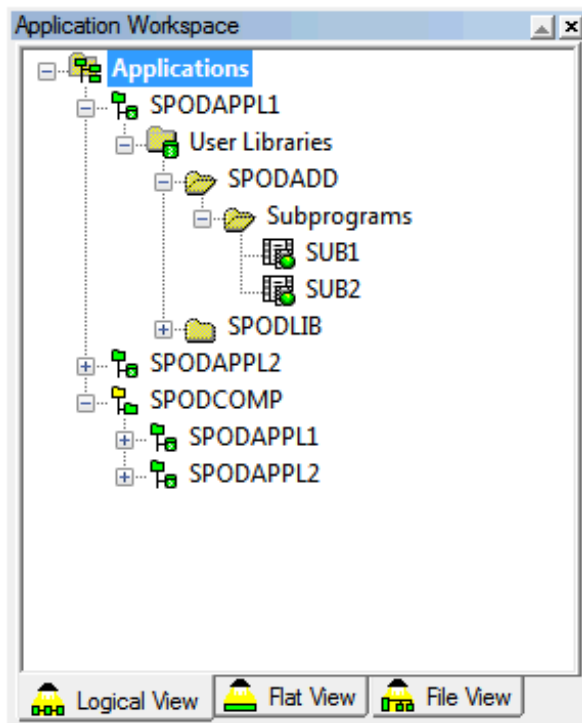 Application Workspace
Applications
SPODAPPL1
User Libraries
SPODADD
Subprograms
SUB1
SUB2
SPODLIB
SPODAPPL2
SPODCOMP
SPODAPPL1
SPODAPPL2
Logical View Flat View File View